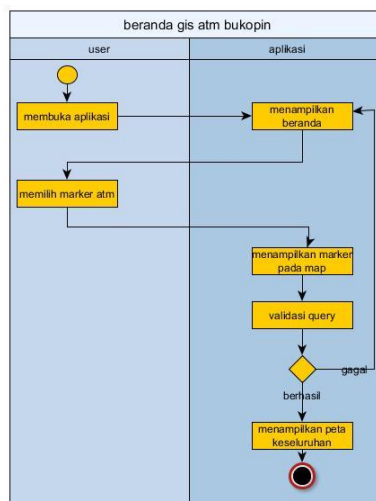 beranda gis atm bukopin
user
aplikasi
membuka aplikasi
menampilkan
beranda
memilih marker atm
menampilkan marker
pada map
validasi query
gagal
berhasil
menampilkan peta
keseluruhan